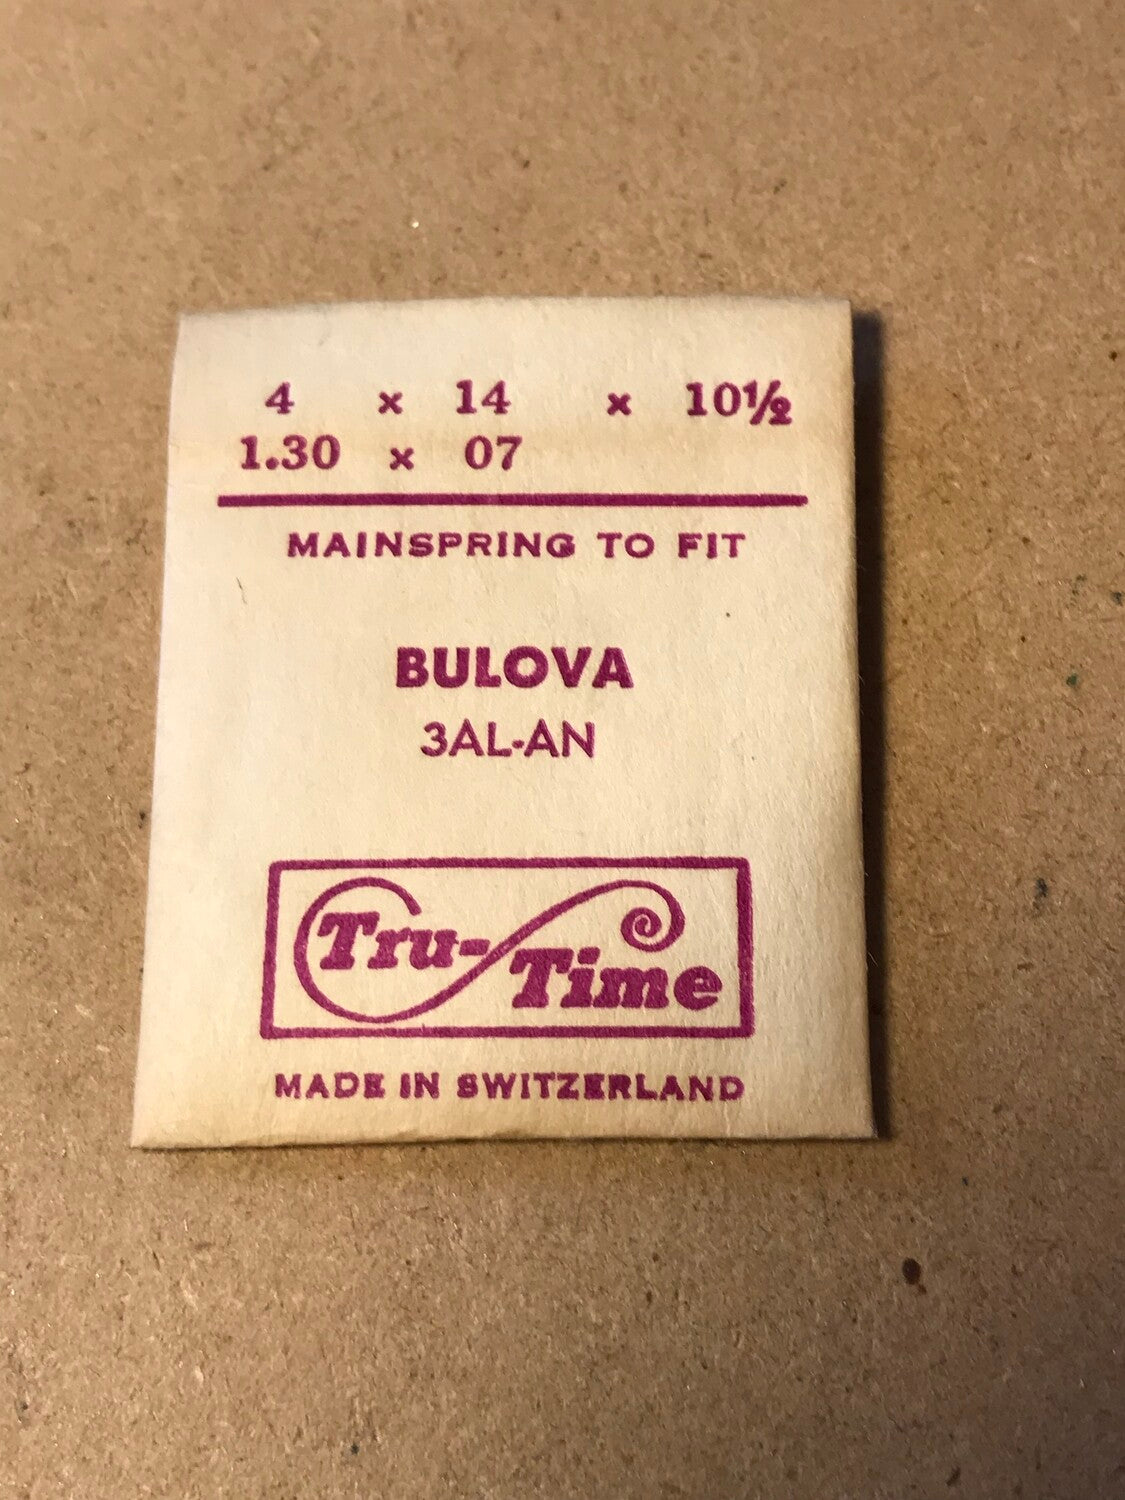 4 x 14 x 10½
1.30 x 07
MAINSPRING TO FIT
BULOVA
3AL-AN
Tru-Time
MADE IN SWITZERLAND